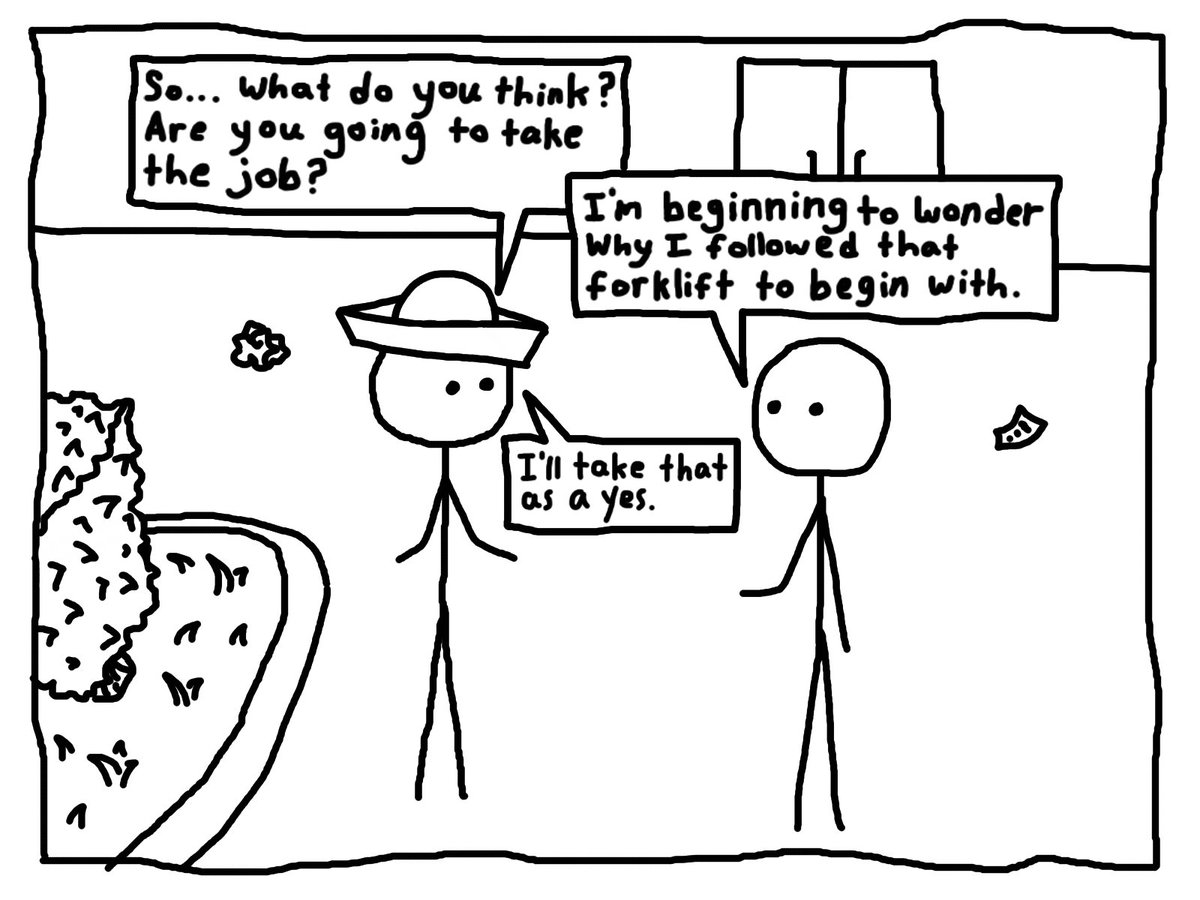 So... What do you think?
Are you going to take
the job?
I'm beginning to wonder
Why I followed that
forklift to begin with.
I'll take that
as a yes.